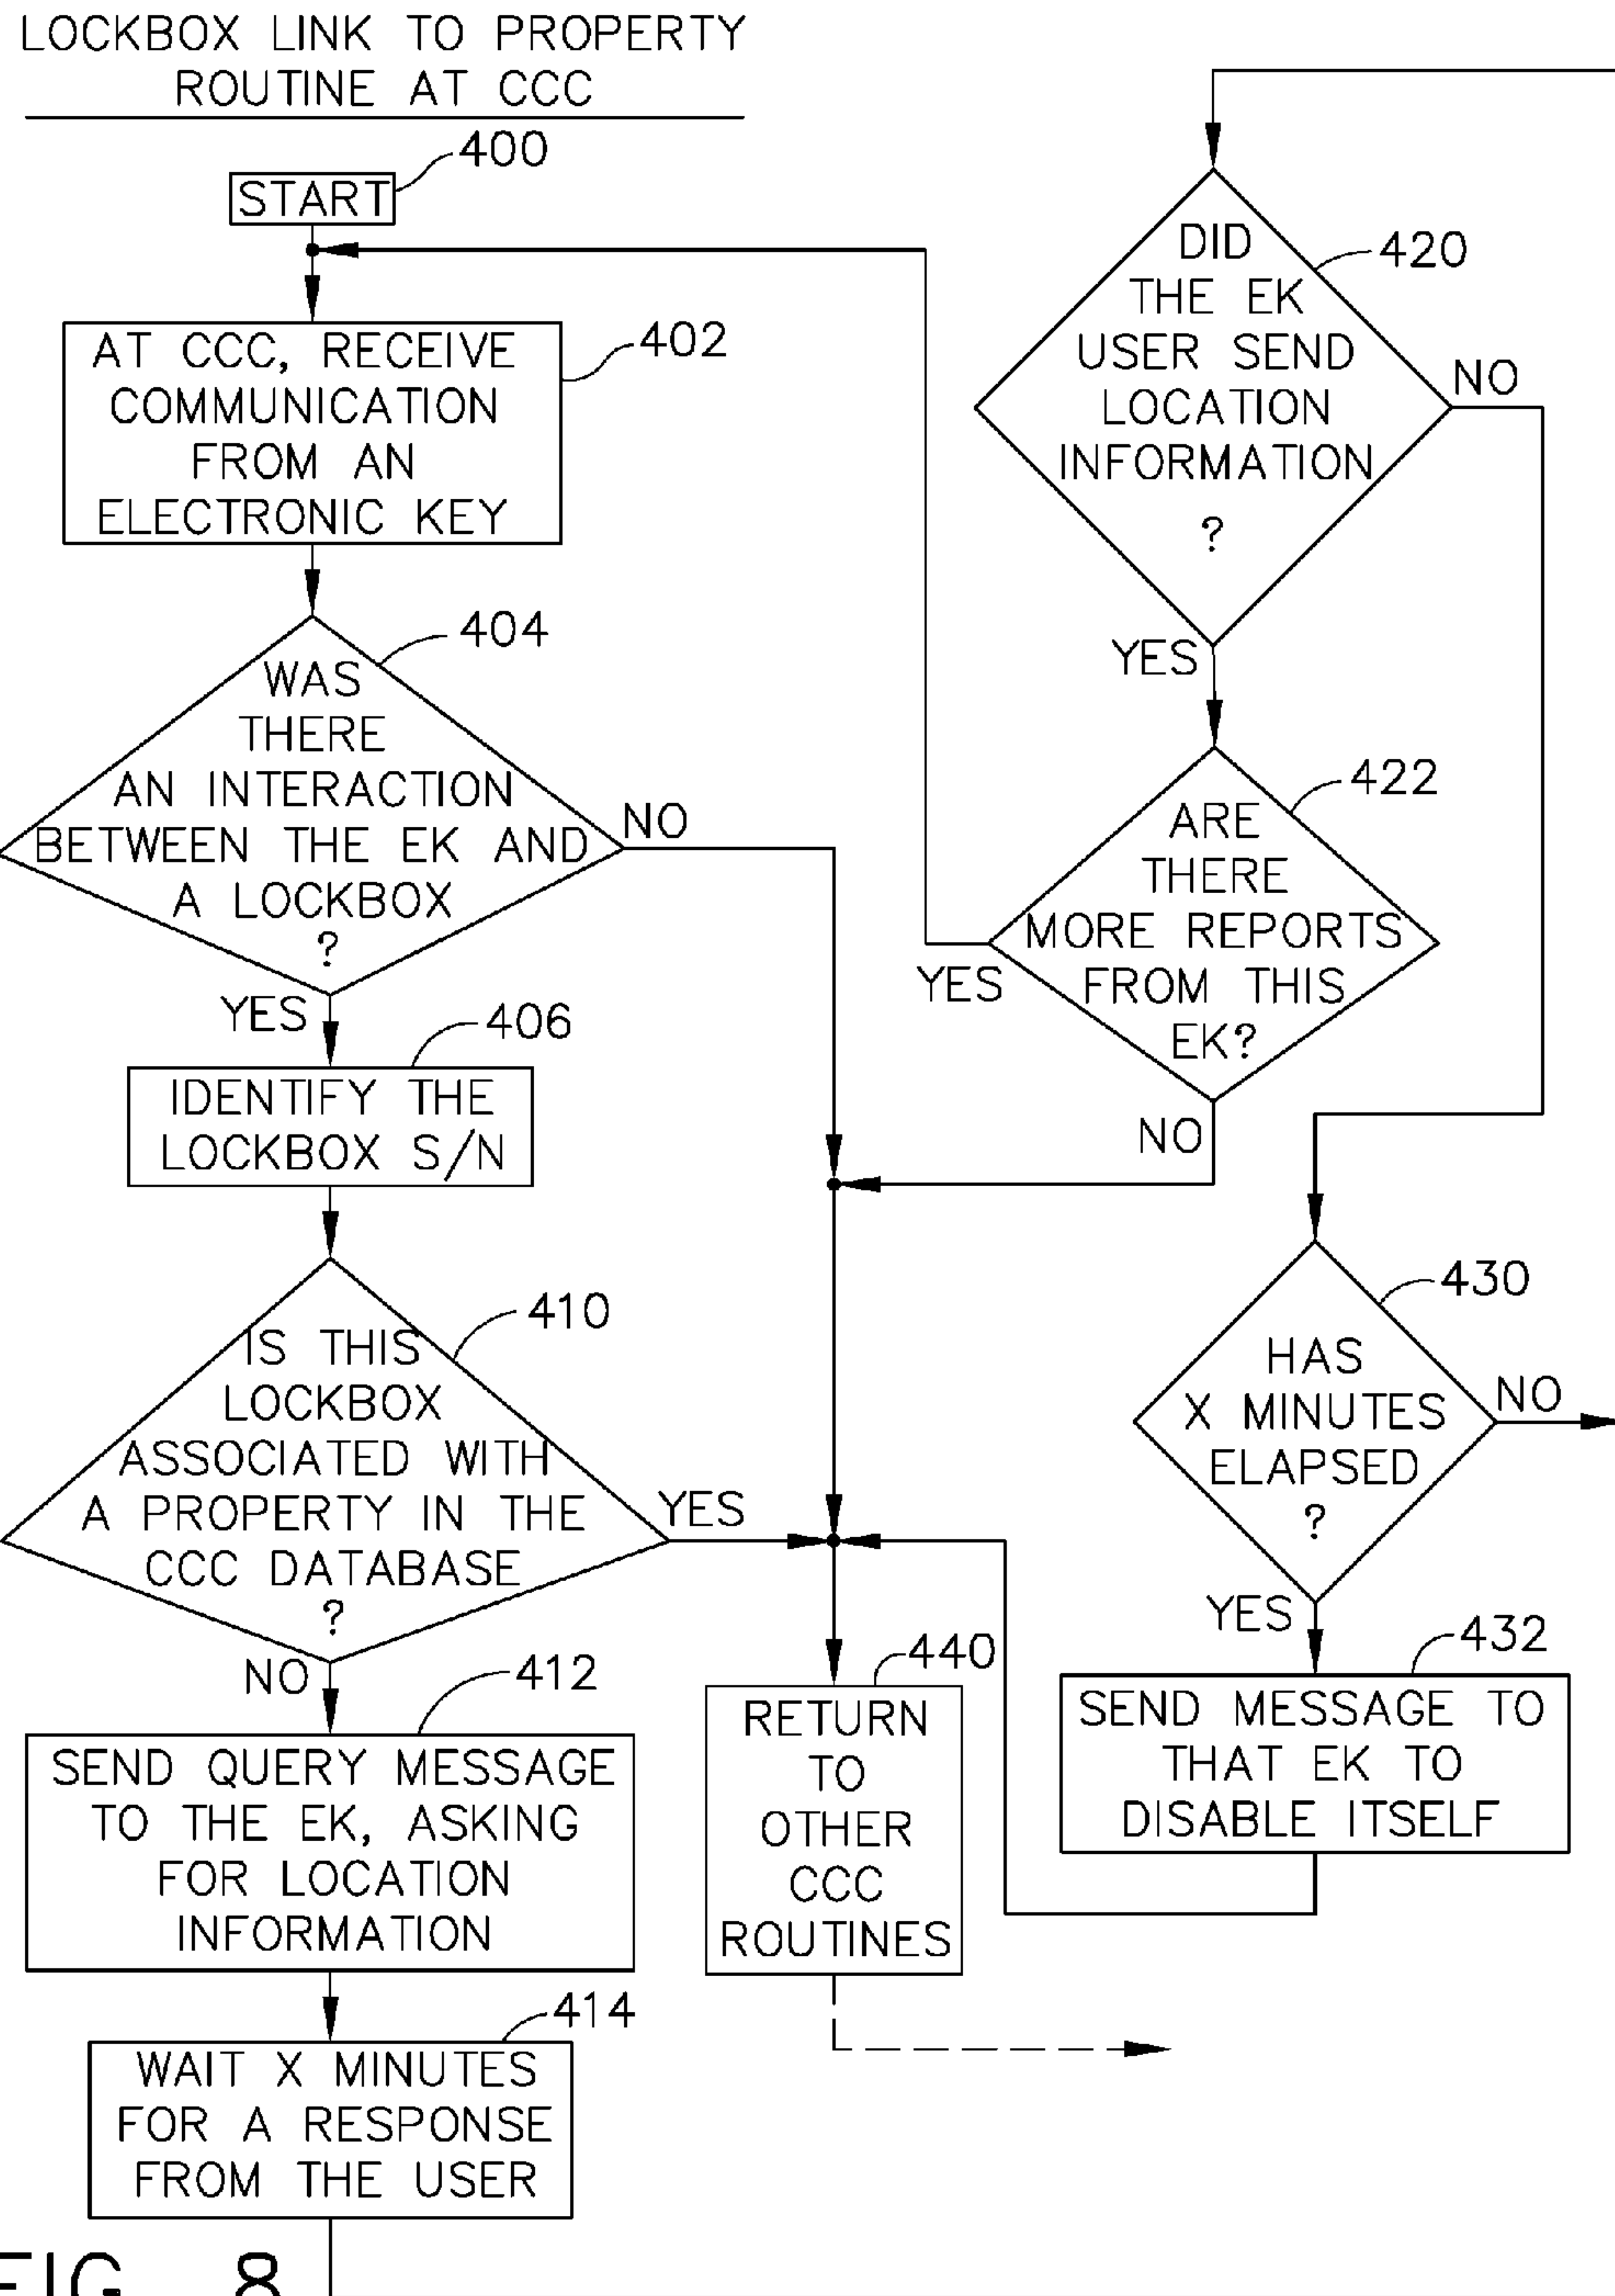 LOCKBOX LINK TO PROPERTY
ROUTINE AT CCC
400
START
402
AT CCC, RECEIVE
COMMUNICATION
FROM AN
ELECTRONIC KEY
404
WAS
THERE
AN INTERACTION
BETWEEN THE EK AND
A LOCKBOX
?
NO
YES
406
IDENTIFY THE
LOCKBOX S/N
410
IS THIS
LOCKBOX
ASSOCIATED WITH
A PROPERTY IN THE
CCC DATABASE
?
YES
NO
412
SEND QUERY MESSAGE
TO THE EK, ASKING
FOR LOCATION
INFORMATION
414
WAIT X MINUTES
FOR A RESPONSE
FROM THE USER
420
DID
THE EK
USER SEND
LOCATION
INFORMATION
?
NO
YES
422
ARE
THERE
MORE REPORTS
FROM THIS
EK?
YES
NO
430
HAS
X MINUTES
ELAPSED
?
NO
YES
432
SEND MESSAGE TO
THAT EK TO
DISABLE ITSELF
440
RETURN
TO
OTHER
CCC
ROUTINES
FIG. 8